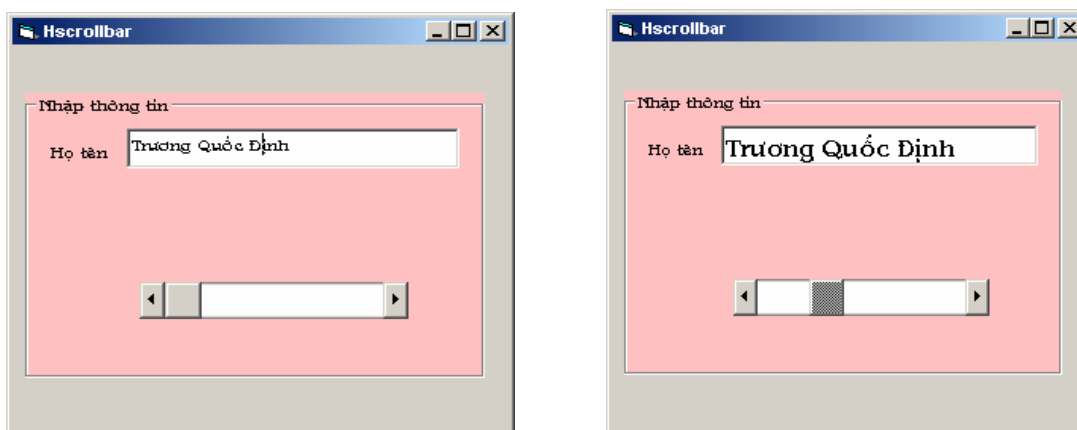 Hscrollbar
Nhập thông tin
Họ tên Trương Quốc Định
Hscrollbar
Nhập thông tin
Họ tên Trương Quốc Định